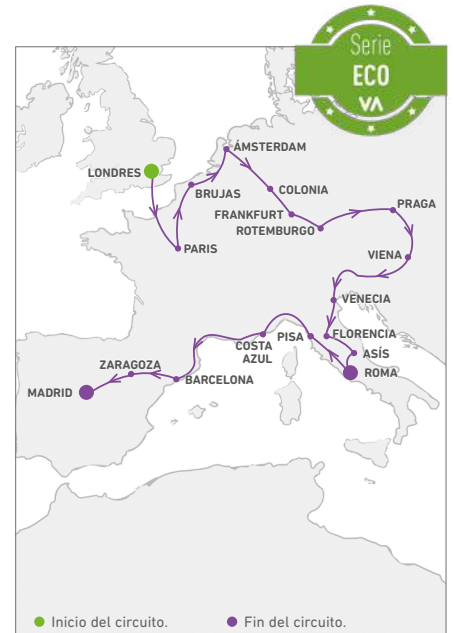 Serie
ECO
VA
ÁMSTERDAM
LONDRES
BRUJAS
COLONIA
FRANKFURT
PRAGA
ROTEMBURGO
PARIS
VIENA
VENECIA
FLORENCIA
PISA
COSTA
AZUL
ASÍS
ROMA
ZARAGOZA
BARCELONA
MADRID
Inicio del circuito.
Fin del circuito.